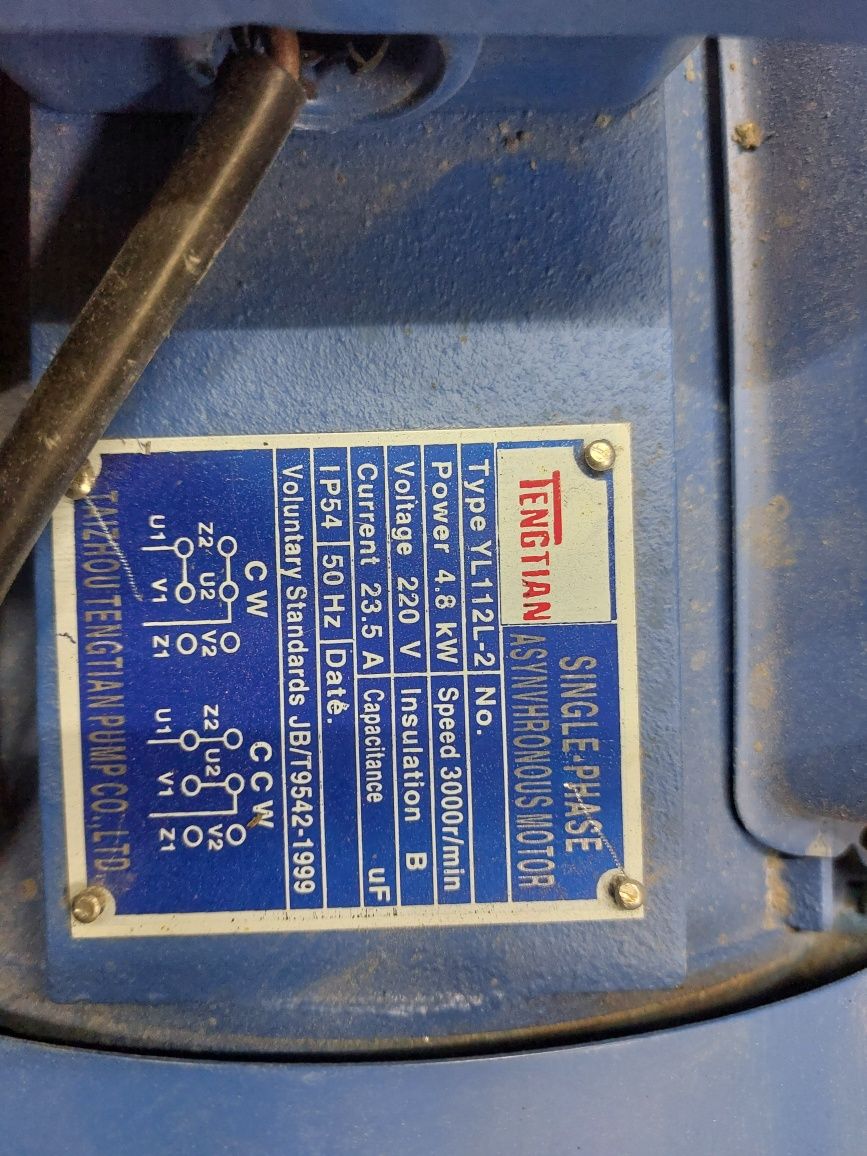 TENGTIAN
SINGLE-PHASE
ASYNVHRONOUS MOTOR
Type YL112L-2 No.
Power 4.8 kW Speed 3000r/min
Voltage 220 V Insulation B
Current 23.5 A Capacitance uF
IP54 50 Hz Date.
Voluntary Standards JB/T9542-1999
CW CCW
Z2 U2 V2 Z2 U2 V2
U1 V1 Z1 U1 V1 Z1
TAIZHOU TENGTIAN PUMP CO.,LTD.